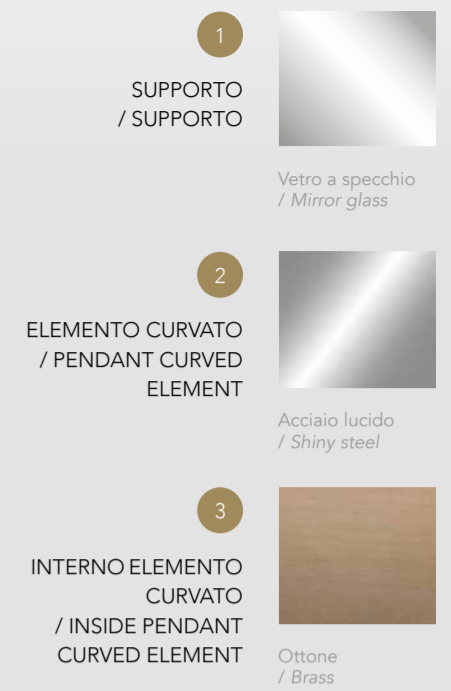 1
SUPPORTO
/ SUPPORTO
Vetro a specchio
/ Mirror glass
2
ELEMENTO CURVATO
/ PENDANT CURVED
ELEMENT
Acciaio lucido
/ Shiny steel
3
INTERNO ELEMENTO
CURVATO
/ INSIDE PENDANT
CURVED ELEMENT
Ottone
/ Brass